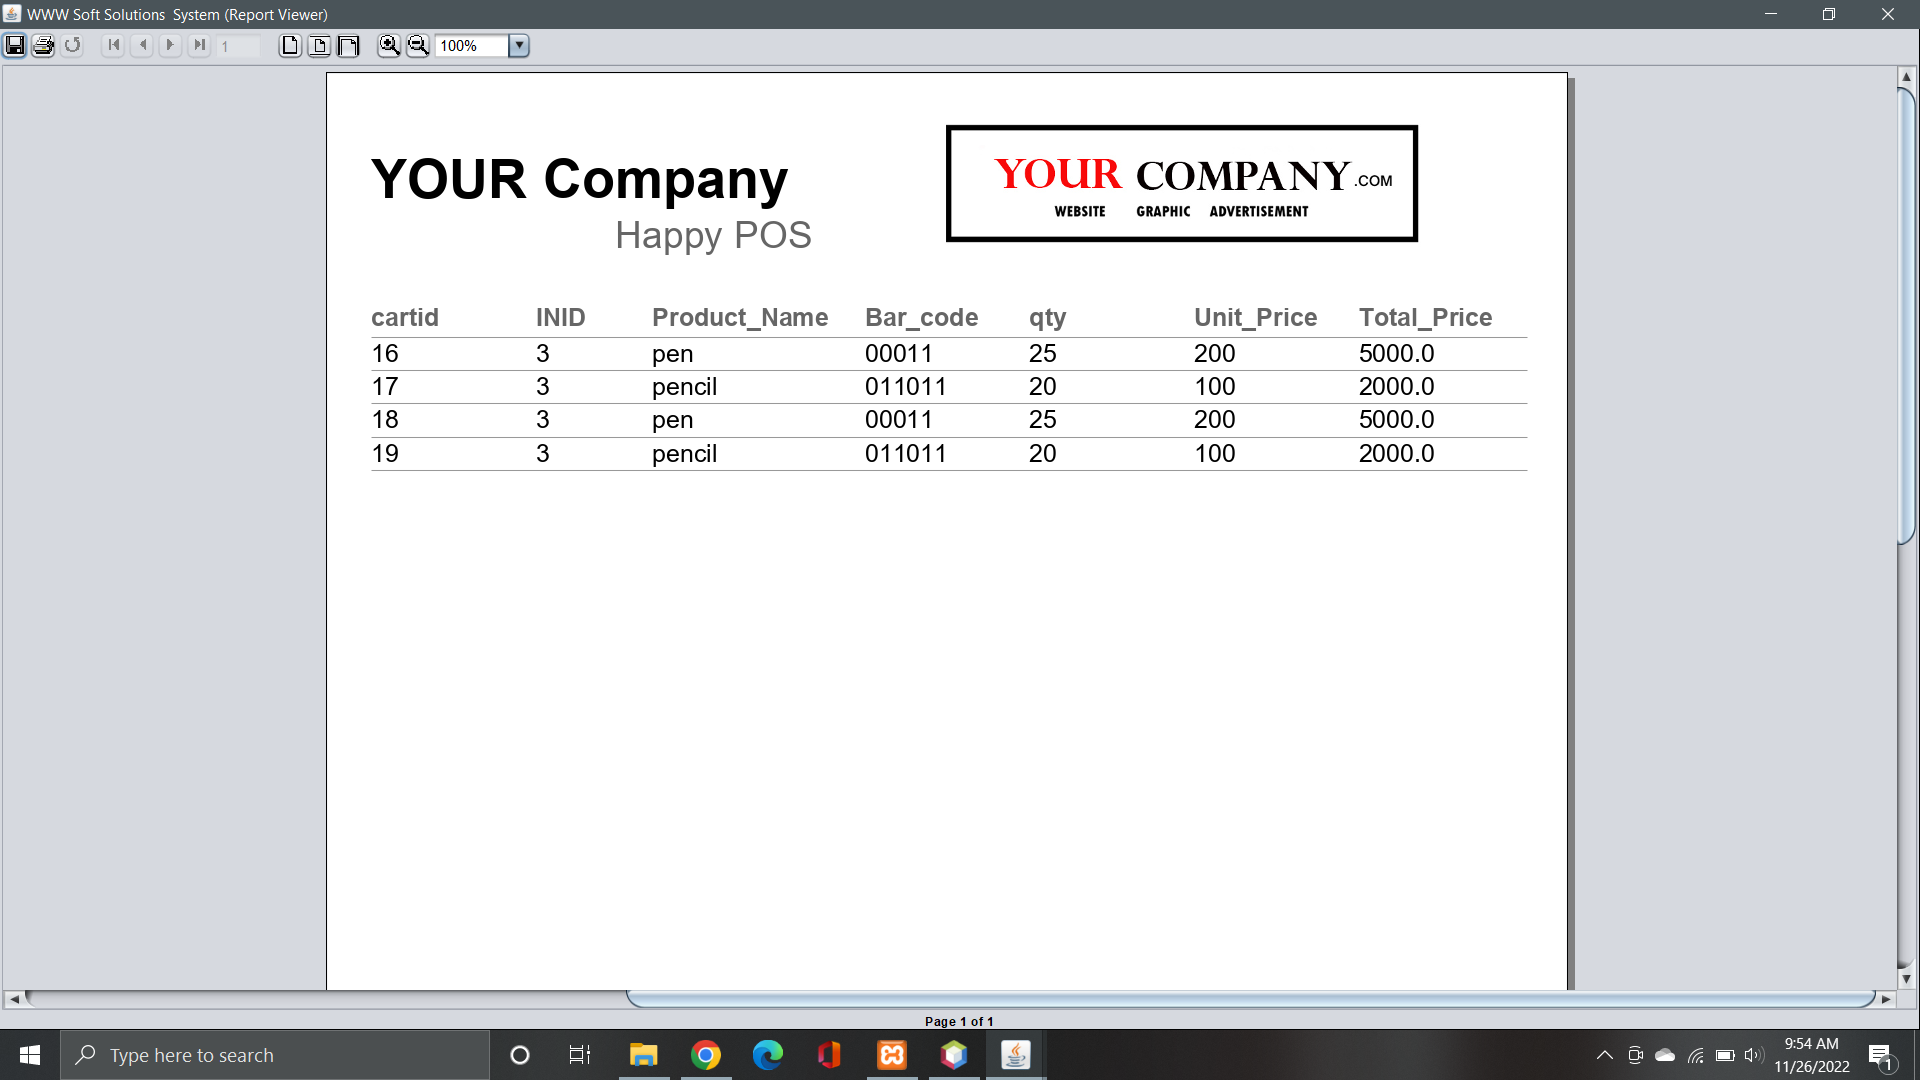 WWW Soft Solutions  System (Report Viewer)
1
100%
YOUR Company
Happy POS
YOUR COMPANY.COM
WEBSITE GRAPHIC ADVERTISEMENT
cartid INID Product_Name Bar_code qty Unit_Price Total_Price
16 3 pen 00011 25 200 5000.0
17 3 pencil 011011 20 100 2000.0
18 3 pen 00011 25 200 5000.0
19 3 pencil 011011 20 100 2000.0
Page 1 of 1
Type here to search
9:54 AM
11/26/2022
1